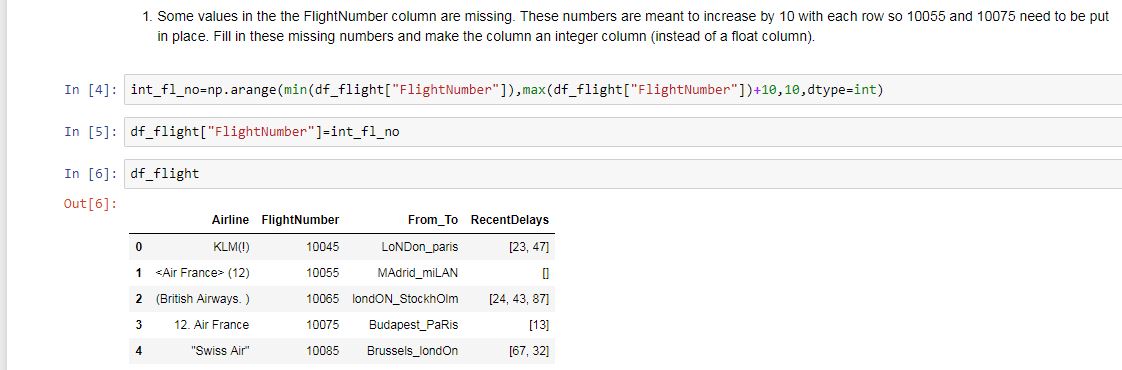 1. Some values in the the FlightNumber column are missing. These numbers are meant to increase by 10 with each row so 10055 and 10075 need to be put
in place. Fill in these missing numbers and make the column an integer column (instead of a float column).
In [4]: int_fl_no=np.arange(min(df_flight["FlightNumber"]),max(df_flight["FlightNumber"])+10,10,dtype=int)
In [5]: df_flight["FlightNumber"]=int_fl_no
In [6]: df_flight
Out[6]:
Airline FlightNumber From_To RecentDelays
0 KLM(!) 10045 LoNDon_paris [23, 47]
1 <Air France> (12) 10055 MAdrid_miLAN []
2 (British Airways. ) 10065 londON_StockhOlm [24, 43, 87]
3 12. Air France 10075 Budapest_PaRis [13]
4 "Swiss Air" 10085 Brussels_londOn [67, 32]